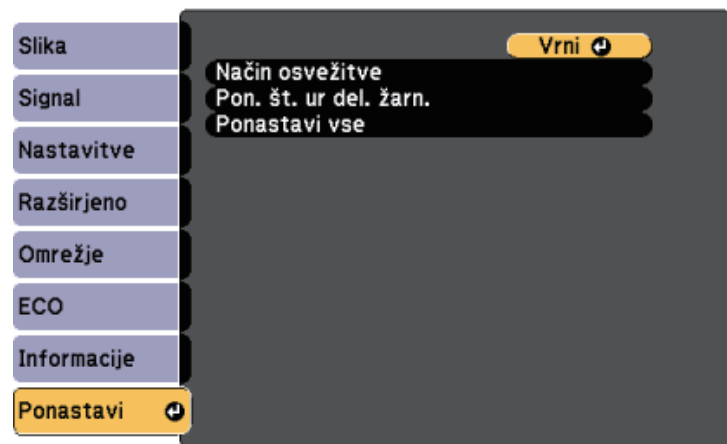 Slika
Signal
Nastavitve
Razširjeno
Omrežje
ECO
Informacije
Ponastavi
Vrni
Način osvežitve
Pon. št. ur del. žarn.
Ponastavi vse